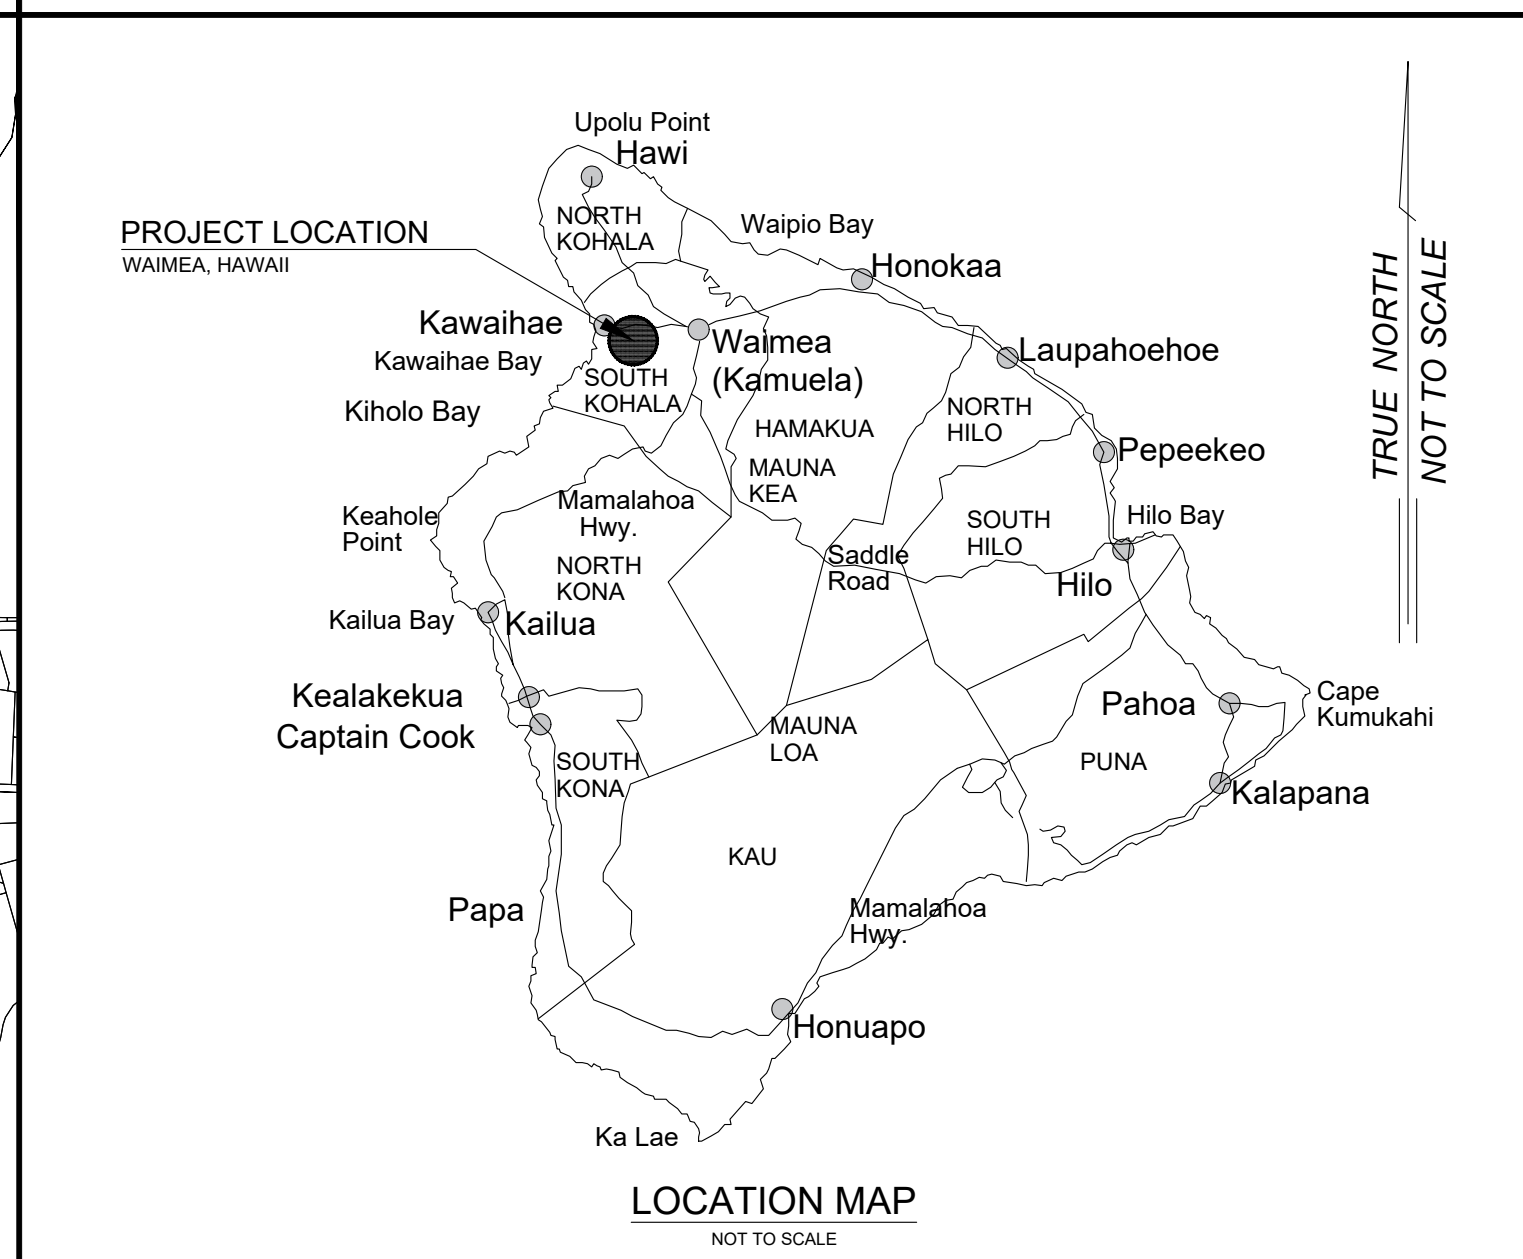 Upolu Point
Hawi
NORTH
KOHALA
PROJECT LOCATION
WAIMEA, HAWAII
Waipio Bay
Honokaa
Kawaihae
Kawaihae Bay
Waimea
(Kamuela)
Laupahoehoe
SOUTH
KOHALA
Kiholo Bay
HAMAKUA
NORTH
HILO
Pepeekeo
MAUNA
KEA
Mamalahoa
Hwy.
Keahole
Point
SOUTH
HILO
Hilo Bay
Saddle
Road
Hilo
NORTH
KONA
Kailua Bay
Kailua
Kealakekua
Captain Cook
Pahoa
Cape
Kumukahi
MAUNA
LOA
SOUTH
KONA
PUNA
Kalapana
KAU
Papa
Mamalahoa
Hwy.
Honuapo
Ka Lae
TRUE NORTH
NOT TO SCALE
LOCATION MAP
NOT TO SCALE